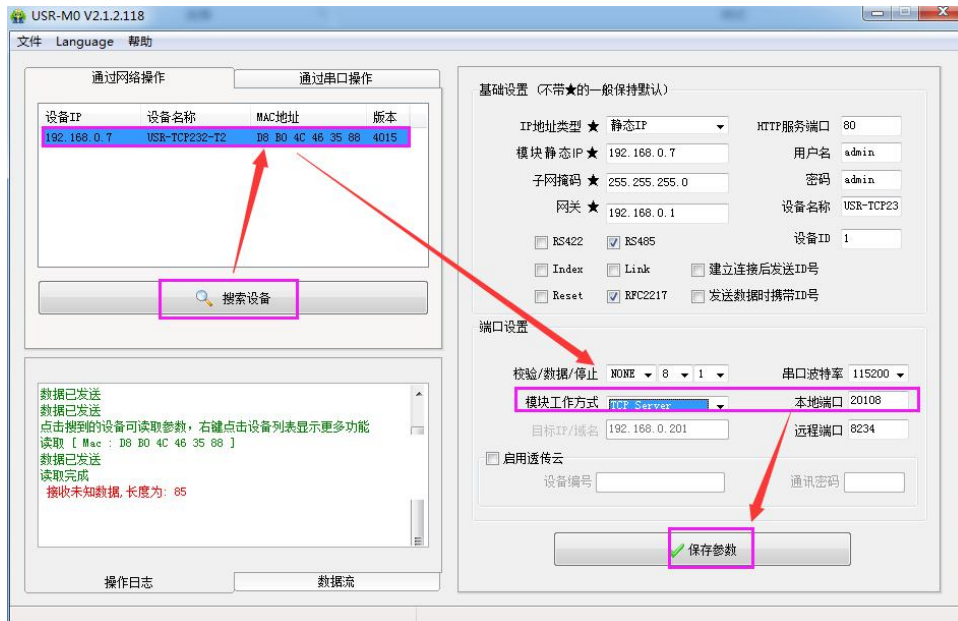 USR-M0 V2.1.2.118
文件 Language 帮助
通过网络操作 通过串口操作
设备IP 设备名称 MAC地址 版本
192.168.0.7 USR-TCP232-T2 D8 B0 4C 46 35 88 4015
搜索设备
数据已发送
数据已发送
点击搜到的设备可读取参数，右键点击设备列表显示更多功能
读取 [ Mac : D8 B0 4C 46 35 88 ]
数据已发送
读取完成
接收未知数据,长度为: 85
操作日志 数据流
基础设置 (不带★的一般保持默认)
IP地址类型 ★ 静态IP HTTP服务端口 80
模块静态IP ★ 192.168.0.7 用户名 admin
子网掩码 ★ 255.255.255.0 密码 admin
网关 ★ 192.168.0.1 设备名称 USR-TCP23
RS422 RS485 设备ID 1
Index Link 建立连接后发送ID号
Reset RFC2217 发送数据时携带ID号
端口设置
校验/数据/停止 NONE 8 1 串口波特率 115200
模块工作方式 TCP Server 本地端口 20108
目标IP/域名 192.168.0.201 远程端口 8234
启用透传云
设备编号 通讯密码
保存参数